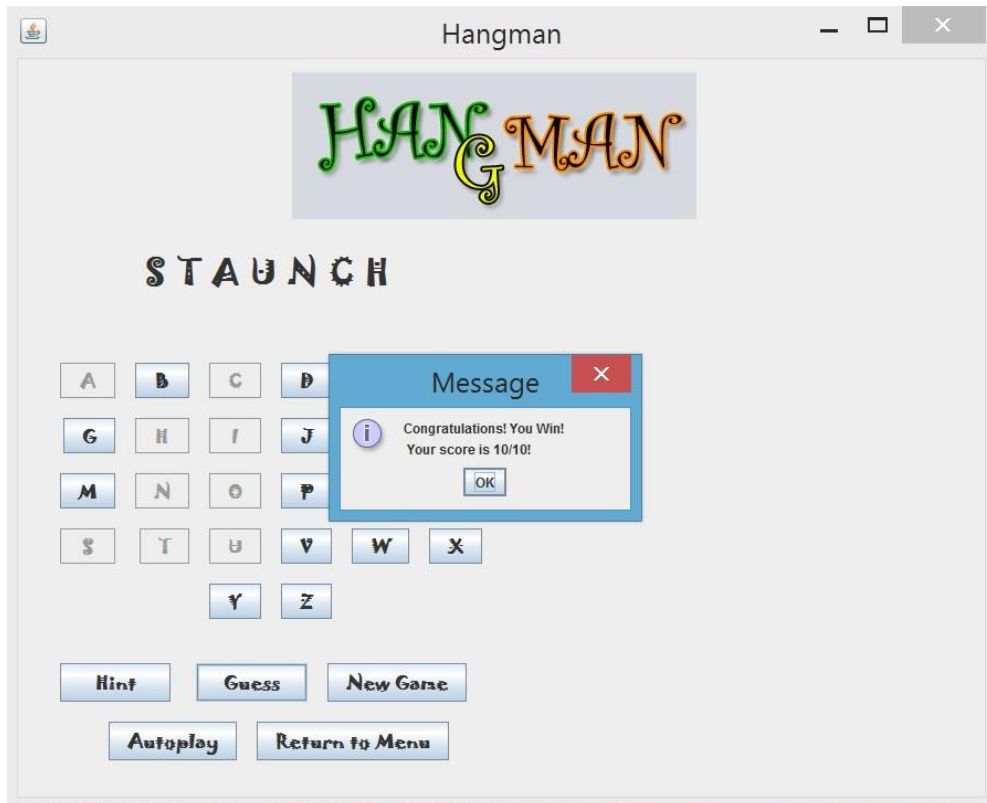 Hangman
HANGMAN
S T A U N C H
A B C D
G H I J
M N O P
S T U V W X
Y Z
Message
Congratulations! You Win!
Your score is 10/10!
OK
Hint Guess New Game
Autoplay Return to Menu